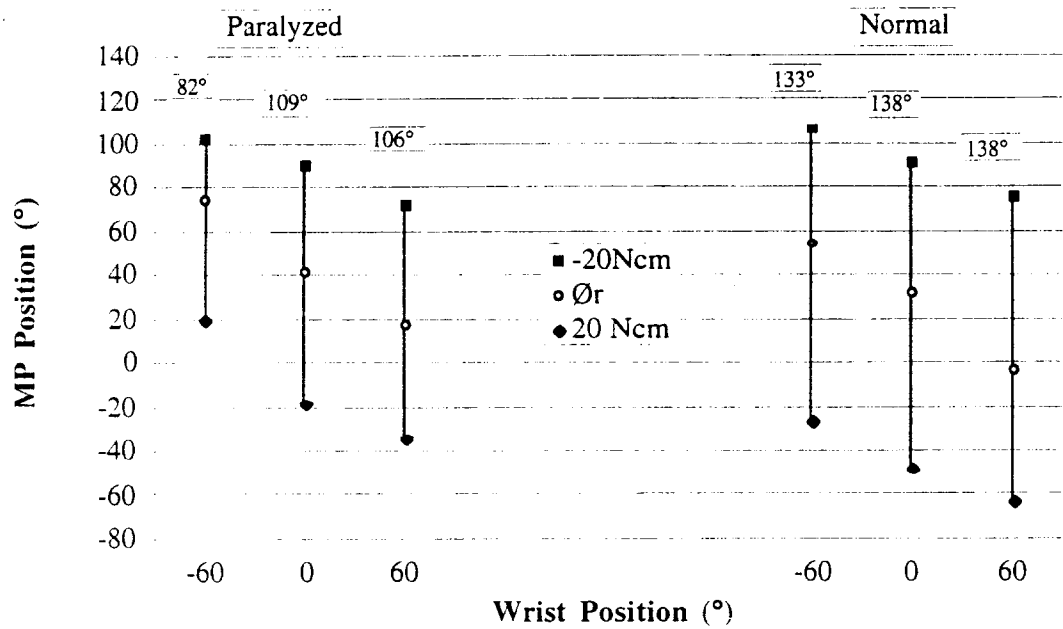 Paralyzed Normal
140
120
100
80
60
40
20
0
-20
-40
-60
-80
82°
109°
106°
133°
138°
138°
-20Ncm
Ør
20 Ncm
MP Position (°)
-60 0 60 -60 0 60
Wrist Position (°)